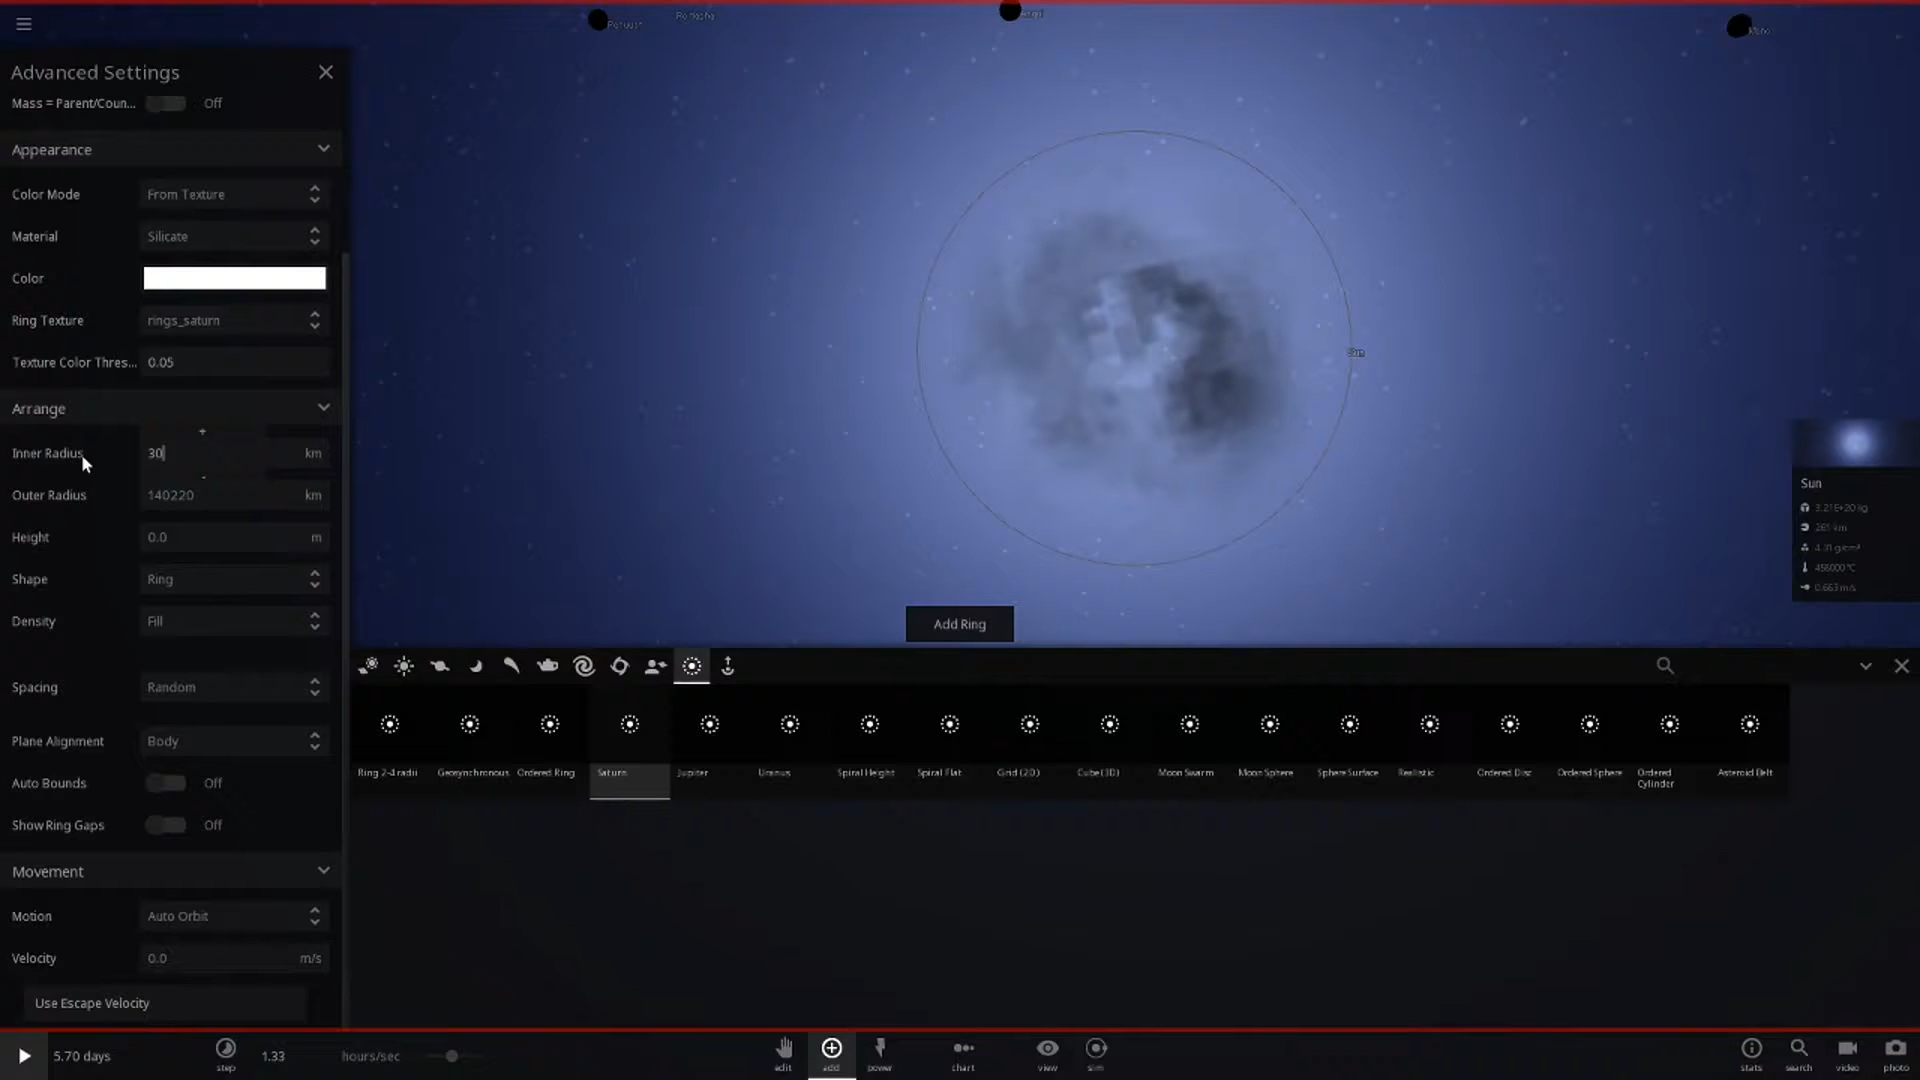 Advanced Settings
Mass = Parent/Coun... Off
Appearance
Color Mode From Texture
Material Silicate
Color
Ring Texture rings_saturn
Texture Color Thres... 0.05
Arrange
Inner Radius 30 km
Outer Radius 140220 km
Height 0.0 m
Shape Ring
Density Fill
Spacing Random
Plane Alignment Body
Auto Bounds Off
Show Ring Gaps Off
Movement
Motion Auto Orbit
Velocity 0.0 m/s
Use Escape Velocity
Sun
Sun
0.663 m/s
Add Ring
Ring 2-4 radii
Geosynchronous
Ordered Ring
Saturn
Jupiter
Uranus
Spiral Height
Spiral Flat
Grid (2D)
Cube (3D)
Moon Swarm
Moon Sphere
Sphere Surface
Realistic
Ordered Disc
Ordered Sphere
Ordered
Cylinder
Asteroid Belt
5.70 days
step
1.33 hours/sec
edit
add
power
chart
view
sim
stats
search
video
photo